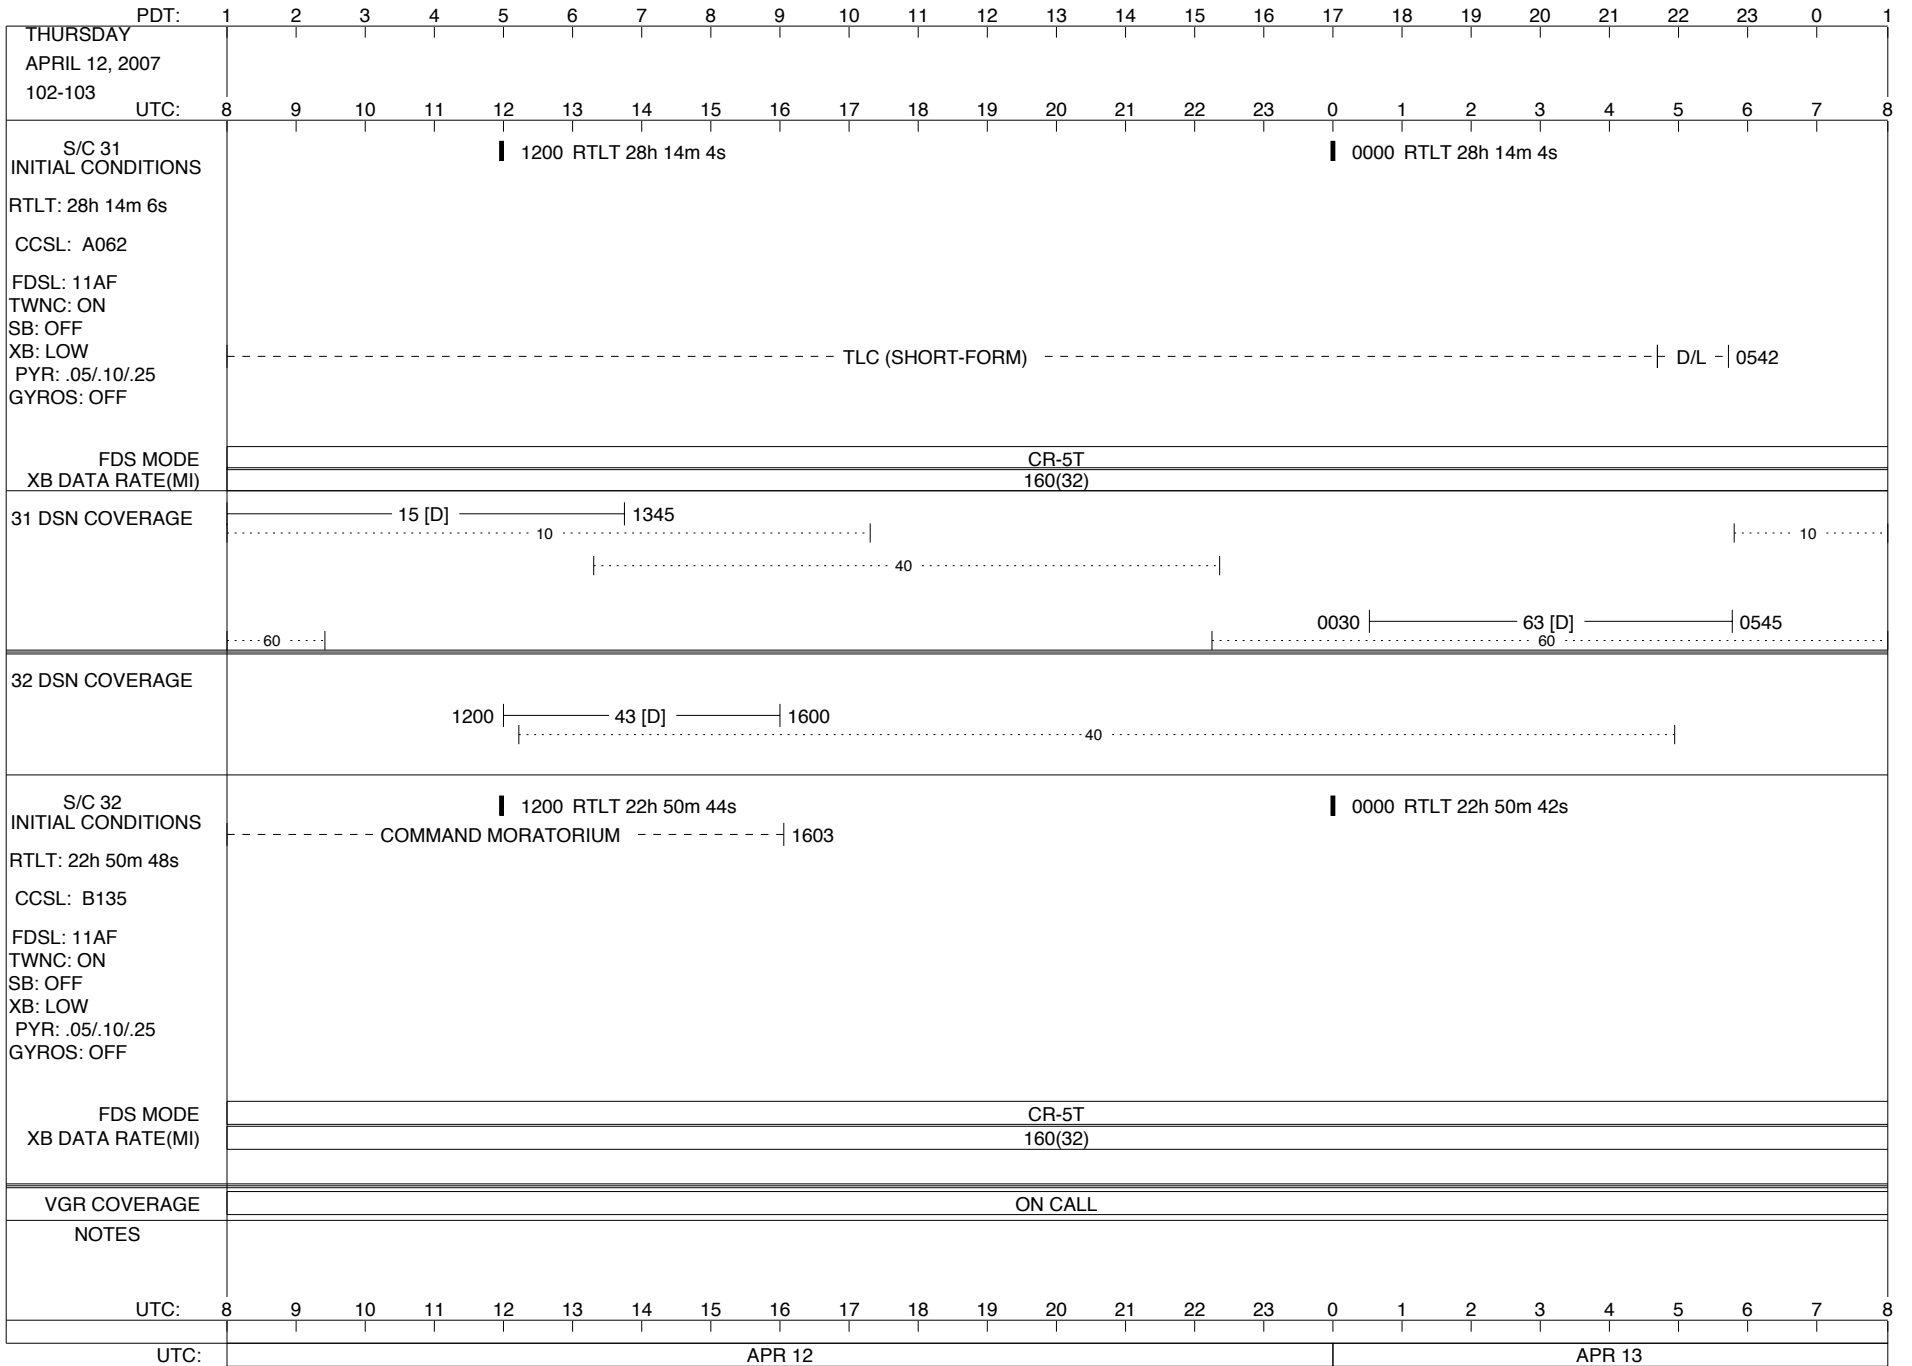 PDT: 1 2 3 4 5 6 7 8 9 10 11 12 13 14 15 16 17 18 19 20 21 22 23 0 1
THURSDAY
APRIL 12, 2007
102-103
UTC: 8 9 10 11 12 13 14 15 16 17 18 19 20 21 22 23 0 1 2 3 4 5 6 7 8
S/C 31
INITIAL CONDITIONS
1200 RTLT 28h 14m 4s
0000 RTLT 28h 14m 4s
RTLT: 28h 14m 6s
CCSL: A062
FDSL: 11AF
TWNC: ON
SB: OFF
XB: LOW
PYR: .05/.10/.25
GYROS: OFF
TLC (SHORT-FORM) D/L 0542
FDS MODE CR-5T
XB DATA RATE(MI) 160(32)
31 DSN COVERAGE
15 [D] 1345
10 10
40
0030 63 [D] 0545
60 60
32 DSN COVERAGE
1200 43 [D] 1600
40
S/C 32
INITIAL CONDITIONS
1200 RTLT 22h 50m 44s
0000 RTLT 22h 50m 42s
COMMAND MORATORIUM 1603
RTLT: 22h 50m 48s
CCSL: B135
FDSL: 11AF
TWNC: ON
SB: OFF
XB: LOW
PYR: .05/.10/.25
GYROS: OFF
FDS MODE CR-5T
XB DATA RATE(MI) 160(32)
VGR COVERAGE ON CALL
NOTES
UTC: 8 9 10 11 12 13 14 15 16 17 18 19 20 21 22 23 0 1 2 3 4 5 6 7 8
UTC: APR 12 APR 13